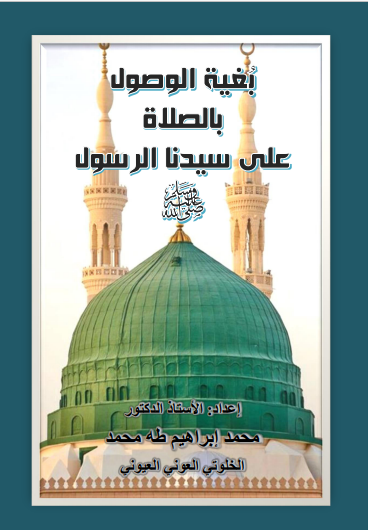 بُغية الوصول
بالصلاة
على سيدنا الرسول
ﷺ
إعداد: الأستاذ الدكتور
محمد إبراهيم طه محمد
الخلوتي العوني العيوني